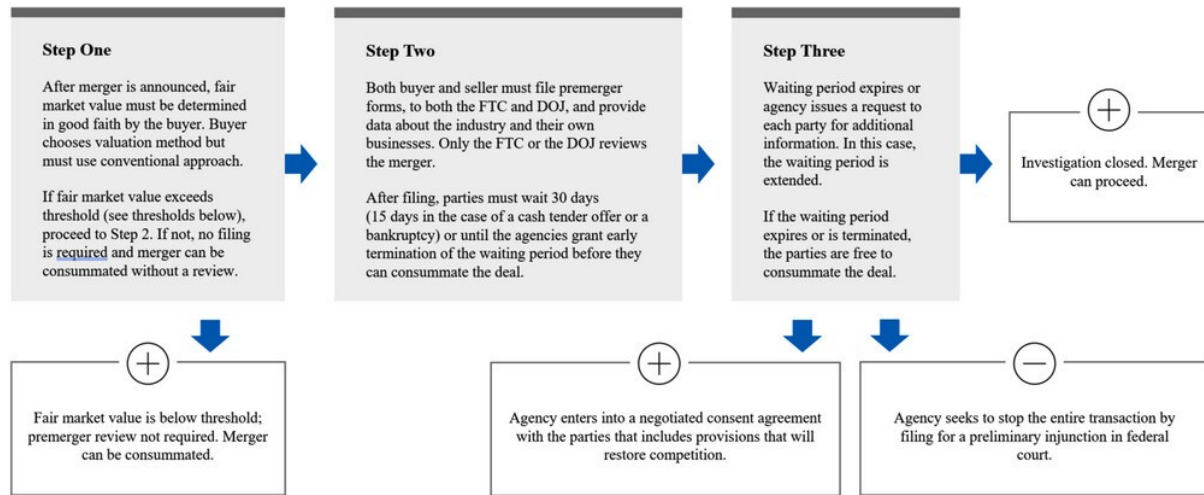 Step One
After merger is announced, fair
market value must be determined
in good faith by the buyer. Buyer
chooses valuation method but
must use conventional approach.
If fair market value exceeds
threshold (see thresholds below),
proceed to Step 2. If not, no filing
is required and merger can be
consummated without a review.
Step Two
Both buyer and seller must file premerger
forms, to both the FTC and DOJ, and provide
data about the industry and their own
businesses. Only the FTC or the DOJ reviews
the merger.
After filing, parties must wait 30 days
(15 days in the case of a cash tender offer or a
bankruptcy) or until the agencies grant early
termination of the waiting period before they
can consummate the deal.
Step Three
Waiting period expires or
agency issues a request to
each party for additional
information. In this case,
the waiting period is
extended.
If the waiting period
expires or is terminated,
the parties are free to
consummate the deal.
Investigation closed. Merger
can proceed.
Fair market value is below threshold;
premerger review not required. Merger
can be consummated.
Agency enters into a negotiated consent agreement
with the parties that includes provisions that will
restore competition.
Agency seeks to stop the entire transaction by
filing for a preliminary injunction in federal
court.